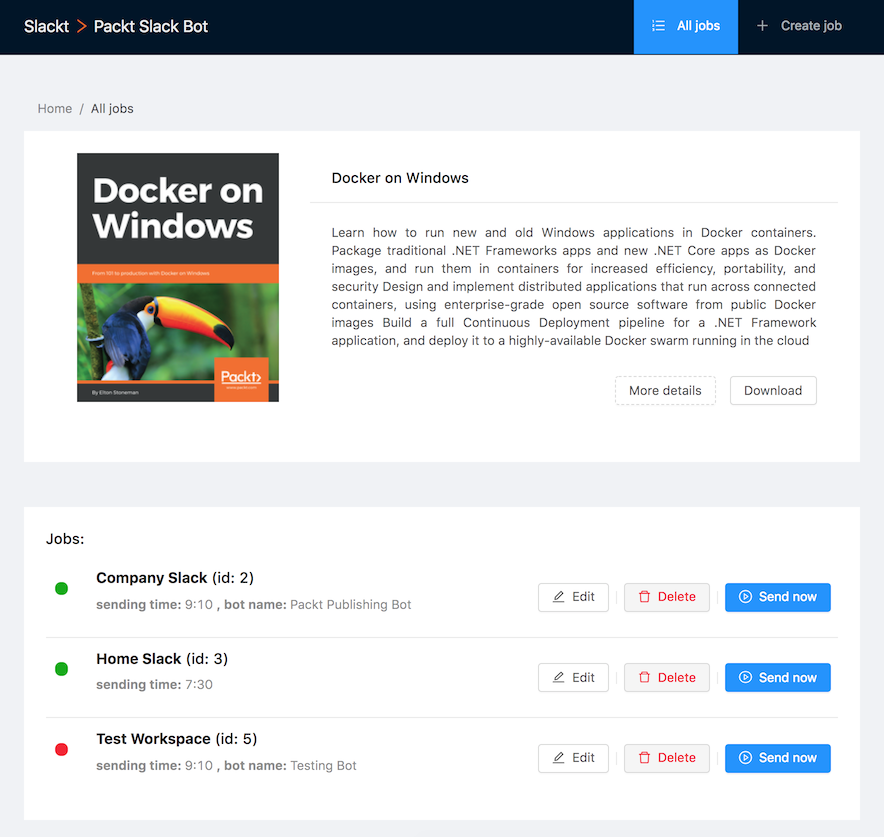 Slackt > Packt Slack Bot
All jobs
+ Create job
Home / All jobs
Docker on
Windows
From 101 to production with Docker on Windows
Packt>
www.packt.com
By Elton Stoneman
Docker on Windows
Learn how to run new and old Windows applications in Docker containers.
Package traditional .NET Frameworks apps and new .NET Core apps as Docker
images, and run them in containers for increased efficiency, portability, and
security Design and implement distributed applications that run across connected
containers, using enterprise-grade open source software from public Docker
images Build a full Continuous Deployment pipeline for a .NET Framework
application, and deploy it to a highly-available Docker swarm running in the cloud
More details
Download
Jobs:
Company Slack (id: 2)
sending time: 9:10 , bot name: Packt Publishing Bot
Edit
Delete
Send now
Home Slack (id: 3)
sending time: 7:30
Edit
Delete
Send now
Test Workspace (id: 5)
sending time: 9:10 , bot name: Testing Bot
Edit
Delete
Send now